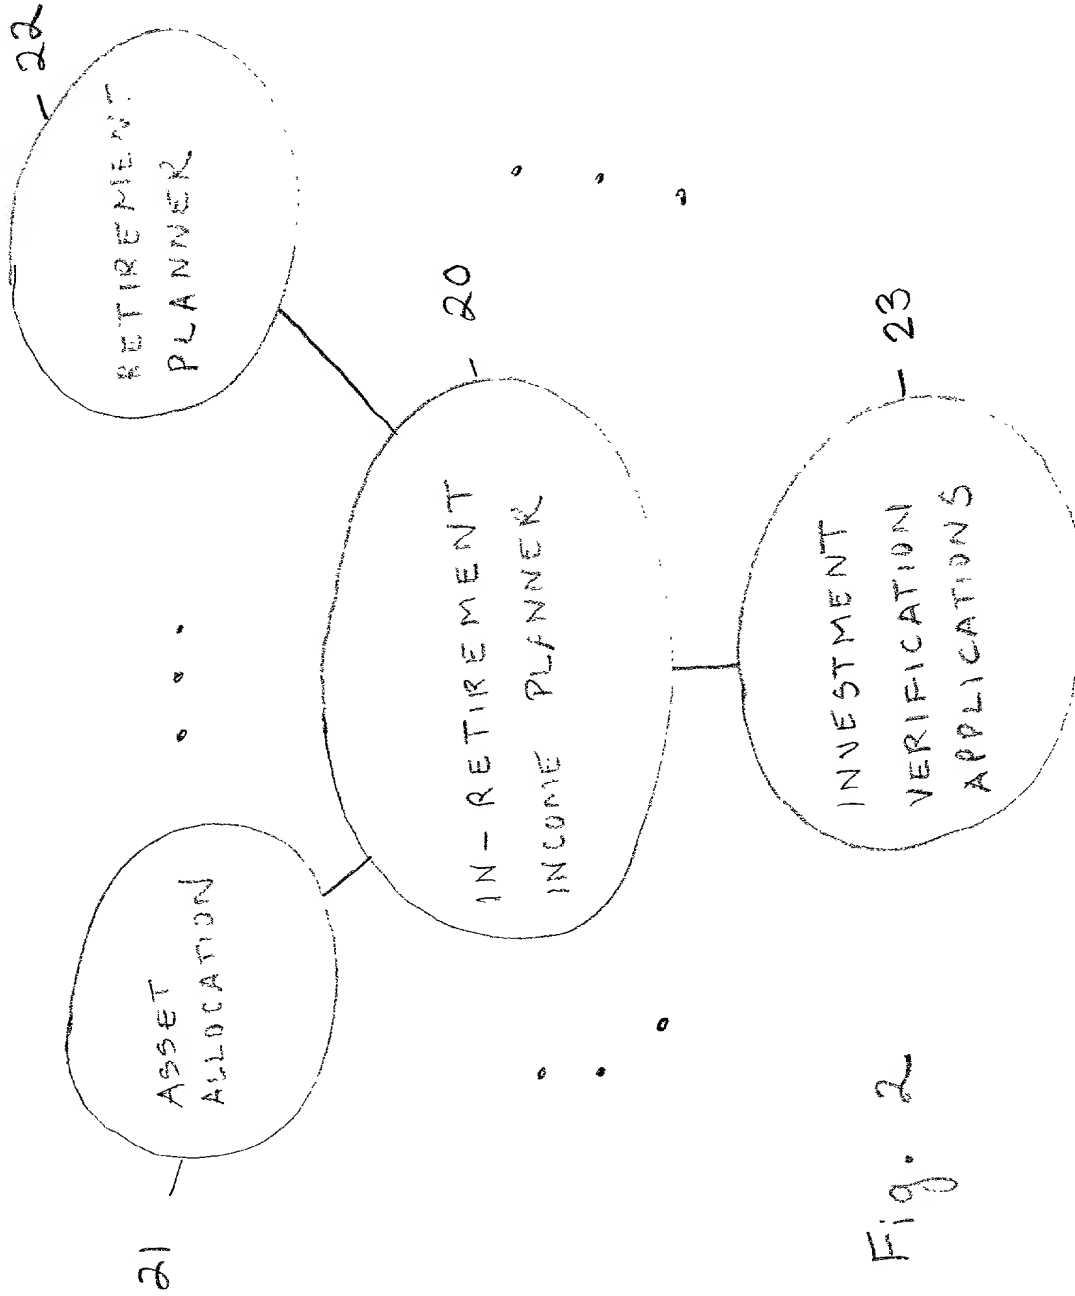 21
ASSET
ALLOCATION
22
RETIREMENT
PLANNER
20
IN-RETIREMENT
INCOME PLANNER
23
INVESTMENT
VERIFICATION
APPLICATIONS
Fig. 2